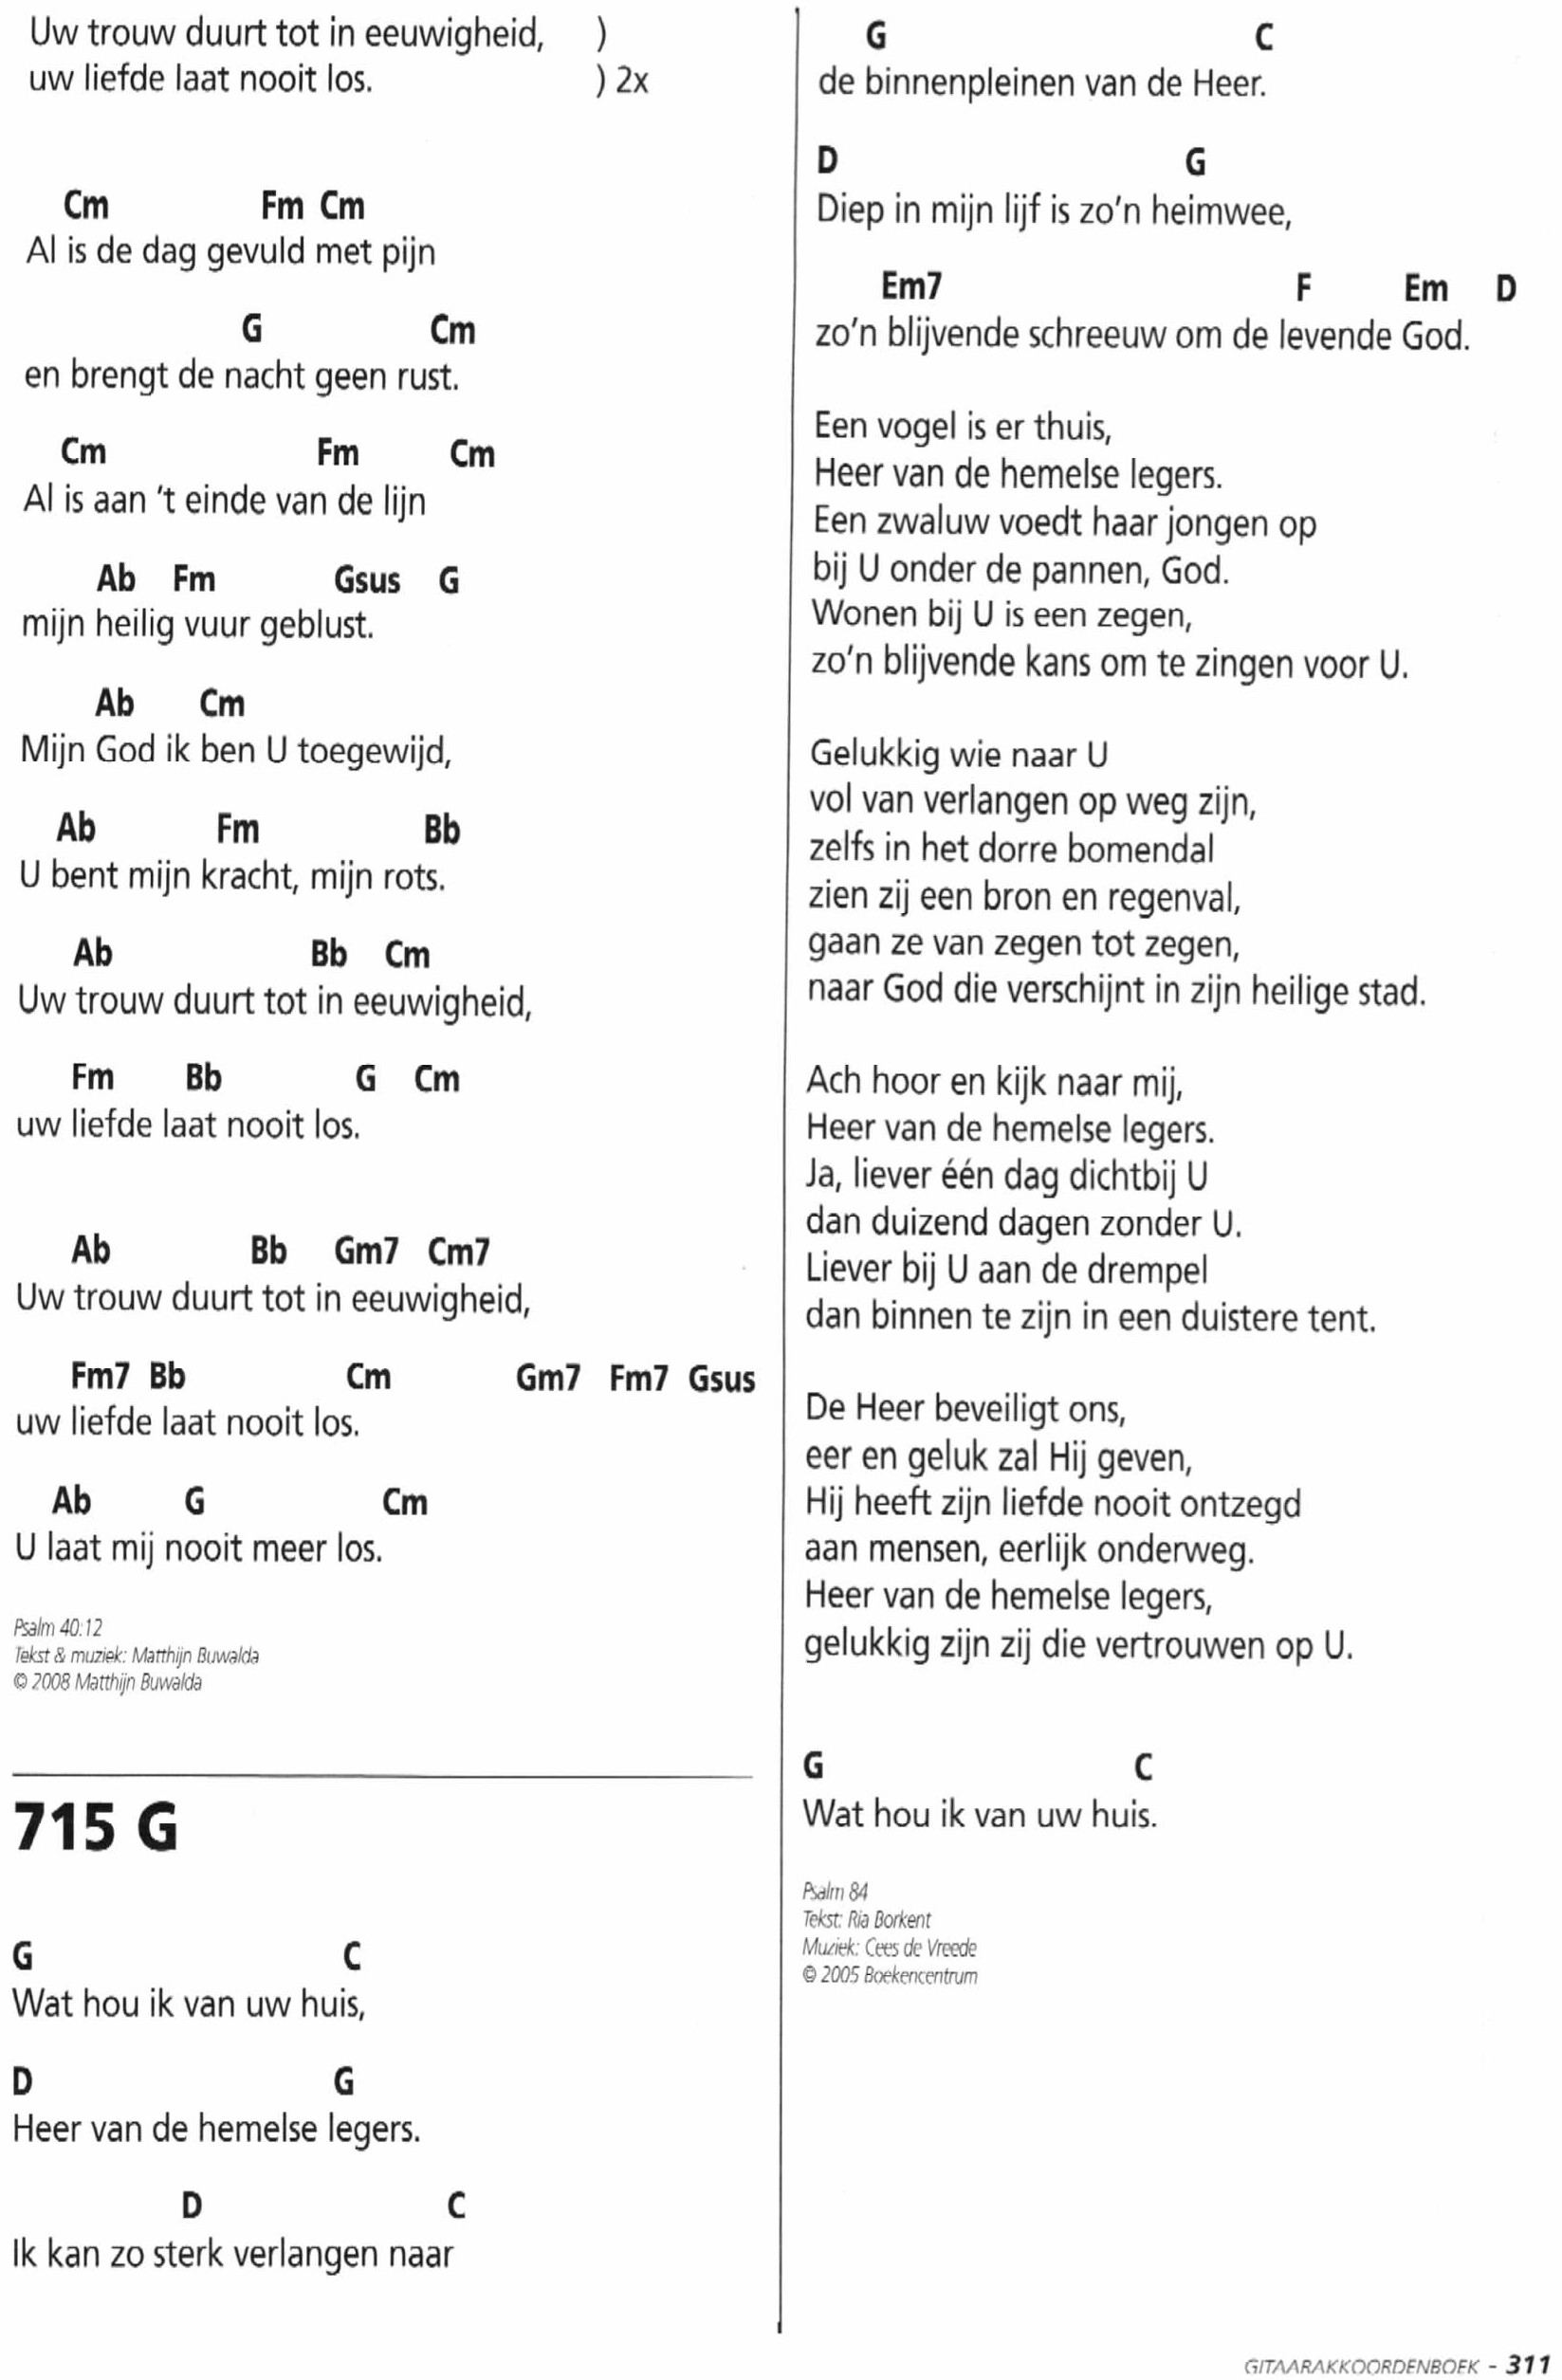 Uw trouw duurt tot in eeuwigheid, )
uw liefde laat nooit los. ) 2x
Cm Fm Cm
Al is de dag gevuld met pijn
G Cm
en brengt de nacht geen rust.
Cm Fm Cm
Al is aan 't einde van de lijn
Ab Fm Gsus G
mijn heilig vuur geblust.
Ab Cm
Mijn God ik ben U toegewijd,
Ab Fm Bb
U bent mijn kracht, mijn rots.
Ab Bb Cm
Uw trouw duurt tot in eeuwigheid,
Fm Bb G Cm
uw liefde laat nooit los.
Ab Bb Gm7 Cm7
Uw trouw duurt tot in eeuwigheid,
Fm7 Bb Cm Gm7 Fm7 Gsus
uw liefde laat nooit los.
Ab G Cm
U laat mij nooit meer los.
Psalm 40:12
Tekst & muziek: Matthijn Buwalda
© 2008 Matthijn Buwalda
715 G
G C
Wat hou ik van uw huis,
D G
Heer van de hemelse legers.
D C
Ik kan zo sterk verlangen naar
G C
de binnenpleinen van de Heer.
D G
Diep in mijn lijf is zo'n heimwee,
Em7 F Em D
zo'n blijvende schreeuw om de levende God.
Een vogel is er thuis,
Heer van de hemelse legers.
Een zwaluw voedt haar jongen op
bij U onder de pannen, God.
Wonen bij U is een zegen,
zo'n blijvende kans om te zingen voor U.
Gelukkig wie naar U
vol van verlangen op weg zijn,
zelfs in het dorre bomendal
zien zij een bron en regenval,
gaan ze van zegen tot zegen,
naar God die verschijnt in zijn heilige stad.
Ach hoor en kijk naar mij,
Heer van de hemelse legers.
Ja, liever één dag dichtbij U
dan duizend dagen zonder U.
Liever bij U aan de drempel
dan binnen te zijn in een duistere tent.
De Heer beveiligt ons,
eer en geluk zal Hij geven,
Hij heeft zijn liefde nooit ontzegd
aan mensen, eerlijk onderweg.
Heer van de hemelse legers,
gelukkig zijn zij die vertrouwen op U.
G C
Wat hou ik van uw huis.
Psalm 84
Tekst: Ria Borkent
Muziek: Cees de Vreede
© 2005 Boekencentrum
GITAARAKKOORDENBOEK - 311